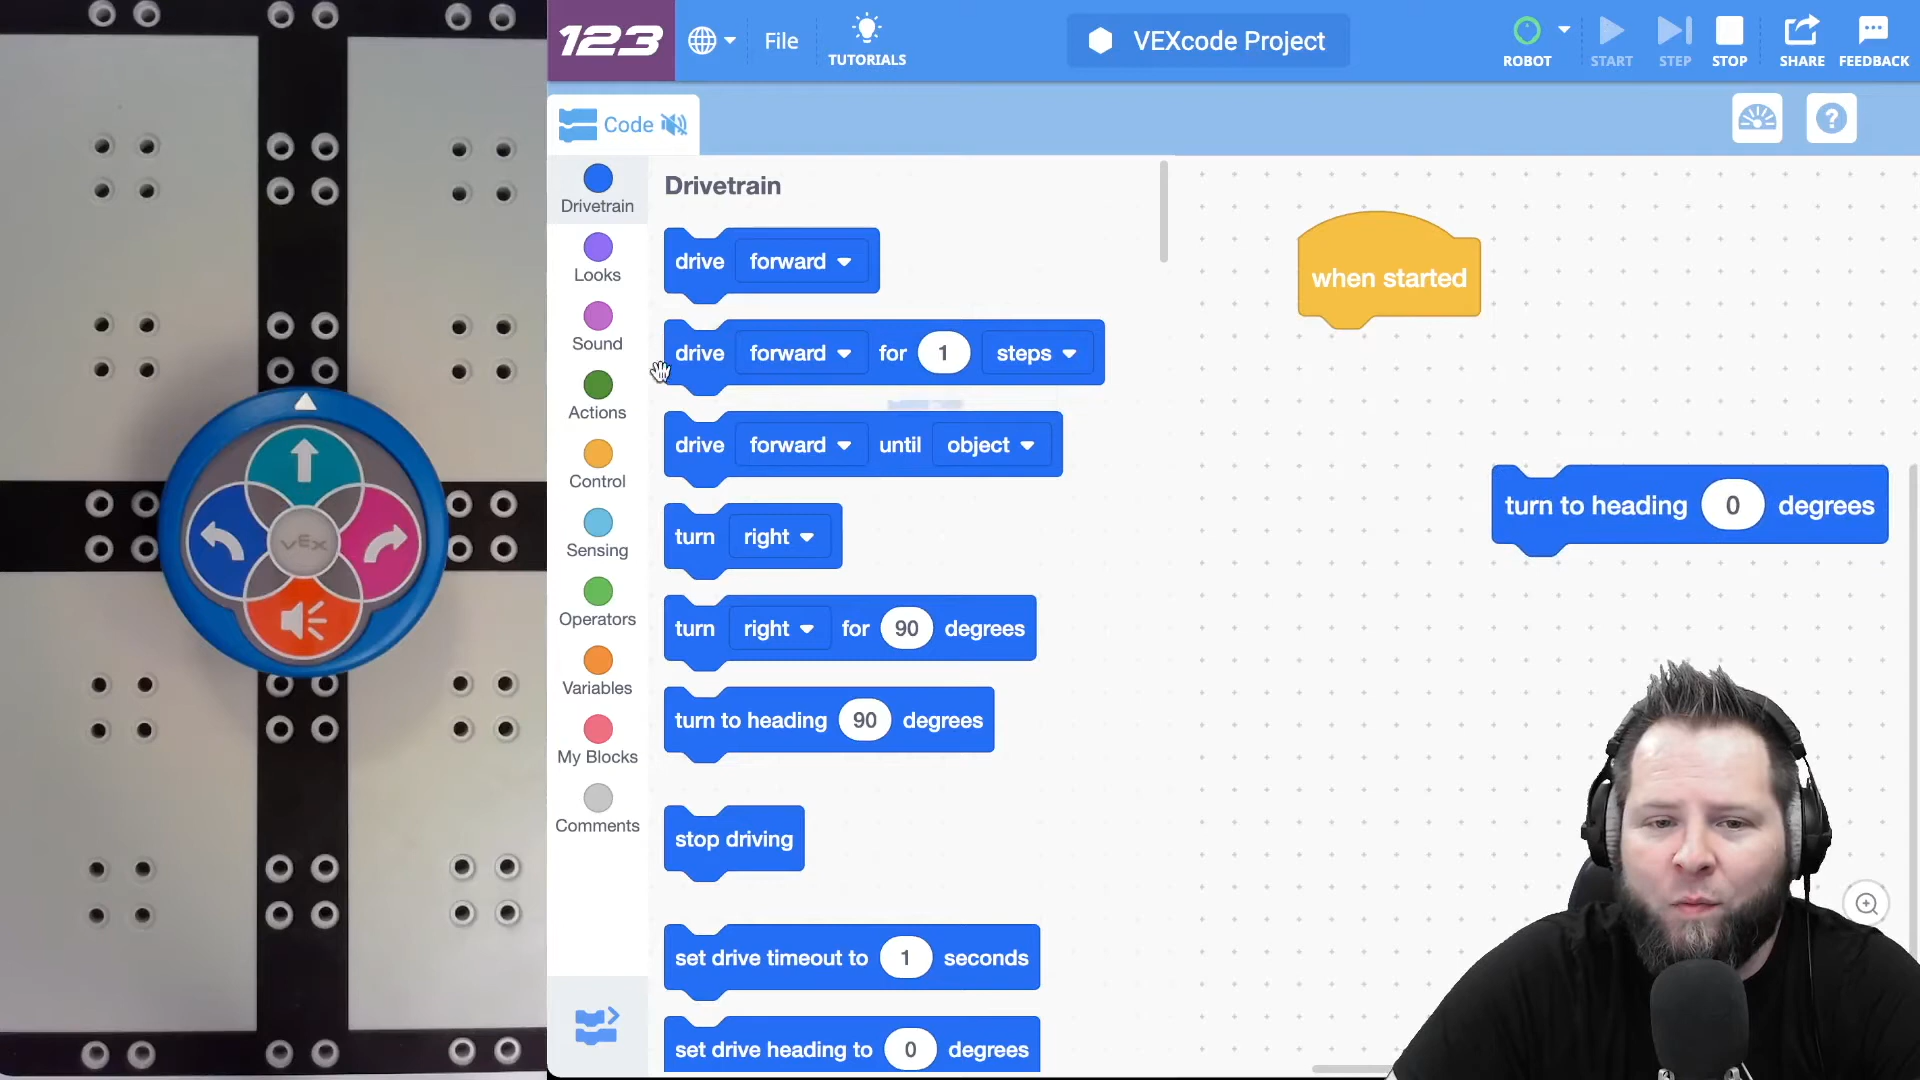 123
File
TUTORIALS
VEXcode Project
ROBOT
START
STEP
STOP
SHARE
FEEDBACK
Code
?
Drivetrain
Looks
Sound
Actions
Control
Sensing
Operators
Variables
My Blocks
Comments
Drivetrain
drive forward
drive forward for 1 steps
drive forward until object
turn right
turn right for 90 degrees
turn to heading 90 degrees
stop driving
set drive timeout to 1 seconds
set drive heading to 0 degrees
when started
turn to heading 0 degrees
VEX